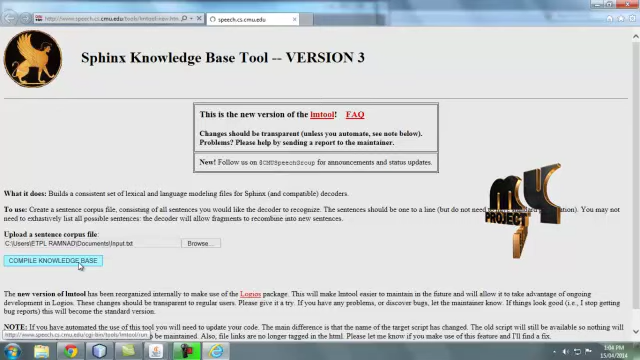 http://www.speech.cs.cmu.edu/tools/lmtool-new.htm
speech.cs.cmu.edu
Sphinx Knowledge Base Tool -- VERSION 3
This is the new version of the lmtool! FAQ
Changes should be transparent (unless you automate, see note below).
Problems? Please help by sending a report to the maintainer.
New! Follow us on @CMUSpeechGroup for announcements and status updates.
What it does: Builds a consistent set of lexical and language modeling files for Sphinx (and compatible) decoders.
To use: Create a sentence corpus file, consisting of all sentences you would like the decoder to recognize. The sentences should be one to a line (but do not need to have standard punctuation). You may not
need to exhaustively list all possible sentences: the decoder will allow fragments to recombine into new sentences.
MY
PROJECT
Upload a sentence corpus file:
C:\Users\ETPL RAMNAD\Documents\Input.txt
Browse...
COMPILE KNOWLEDGE BASE
The new version of lmtool has been reorganized internally to make use of the Logios package. This will make lmtool easier to maintain in the future and will allow it to take advantage of ongoing
development in Logios. These changes should be transparent to regular users. Please give it a try. If you have any problems, or discover bugs, let the maintainer know. If things look good (i.e., I stop getting
bug reports) this will become the standard version.
NOTE: If you have automated the use of this tool you will need to update your code. The main difference is that the name of the target script has changed. The old script will still be available so nothing will
http://www.speech.cs.cmu.edu/cgi-bin/tools/lmtool/run
Also, file links are no longer tagged in the html. Please let me know if you make use of this feature and I'll find a fix.
3:04 PM
15/04/2014